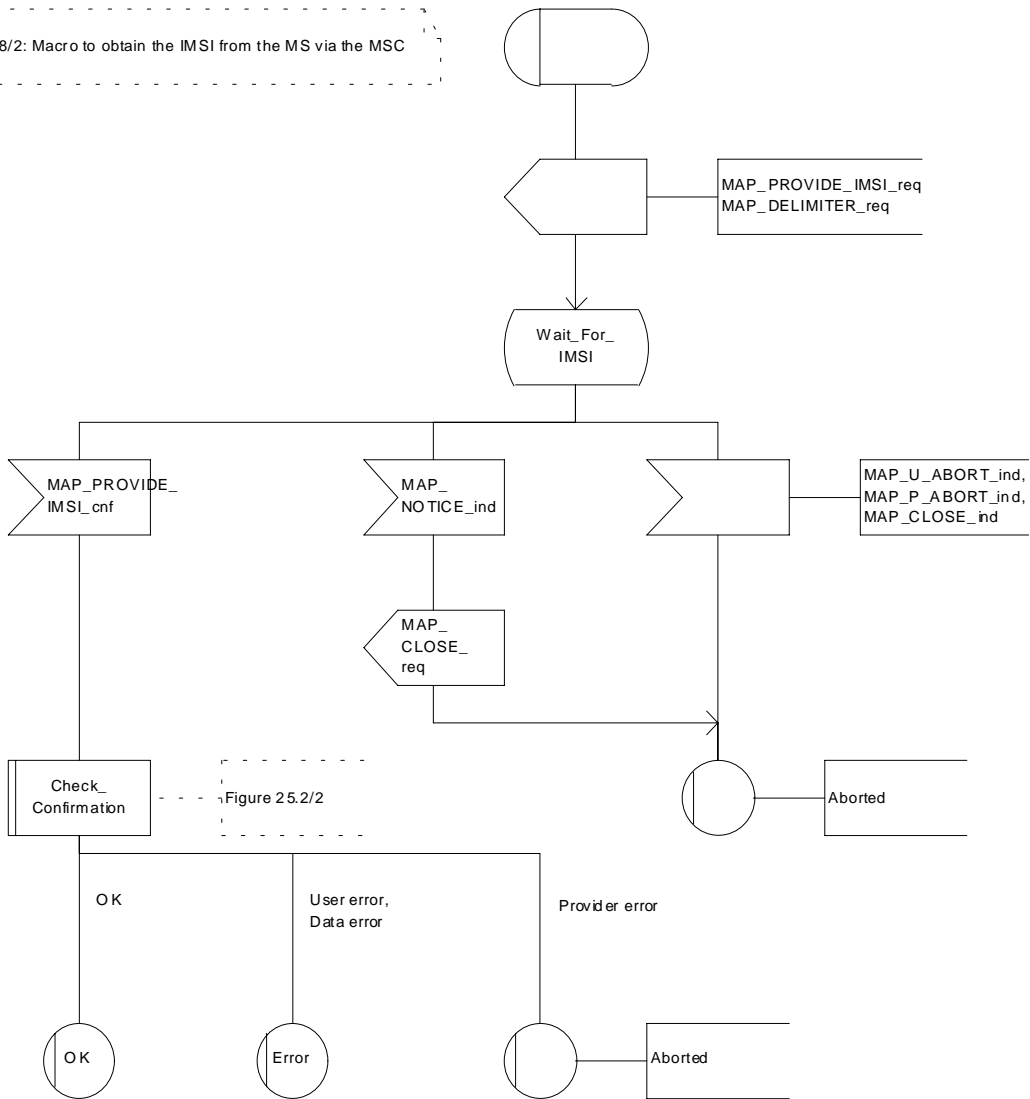 8/2: Macro to obtain the IMSI from the MS via the MSC
MAP_PROVIDE_IMSI_req
MAP_DELIMITER_req
Wait_For_
IMSI
MAP_PROVIDE_
IMSI_cnf
MAP_
NOTICE_ind
MAP_U_ABORT_ind,
MAP_P_ABORT_ind,
MAP_CLOSE_ind
MAP_
CLOSE_
req
Check_
Confirmation
Figure 25.2/2
Aborted
OK
User error,
Data error
Provider error
OK
Error
Aborted